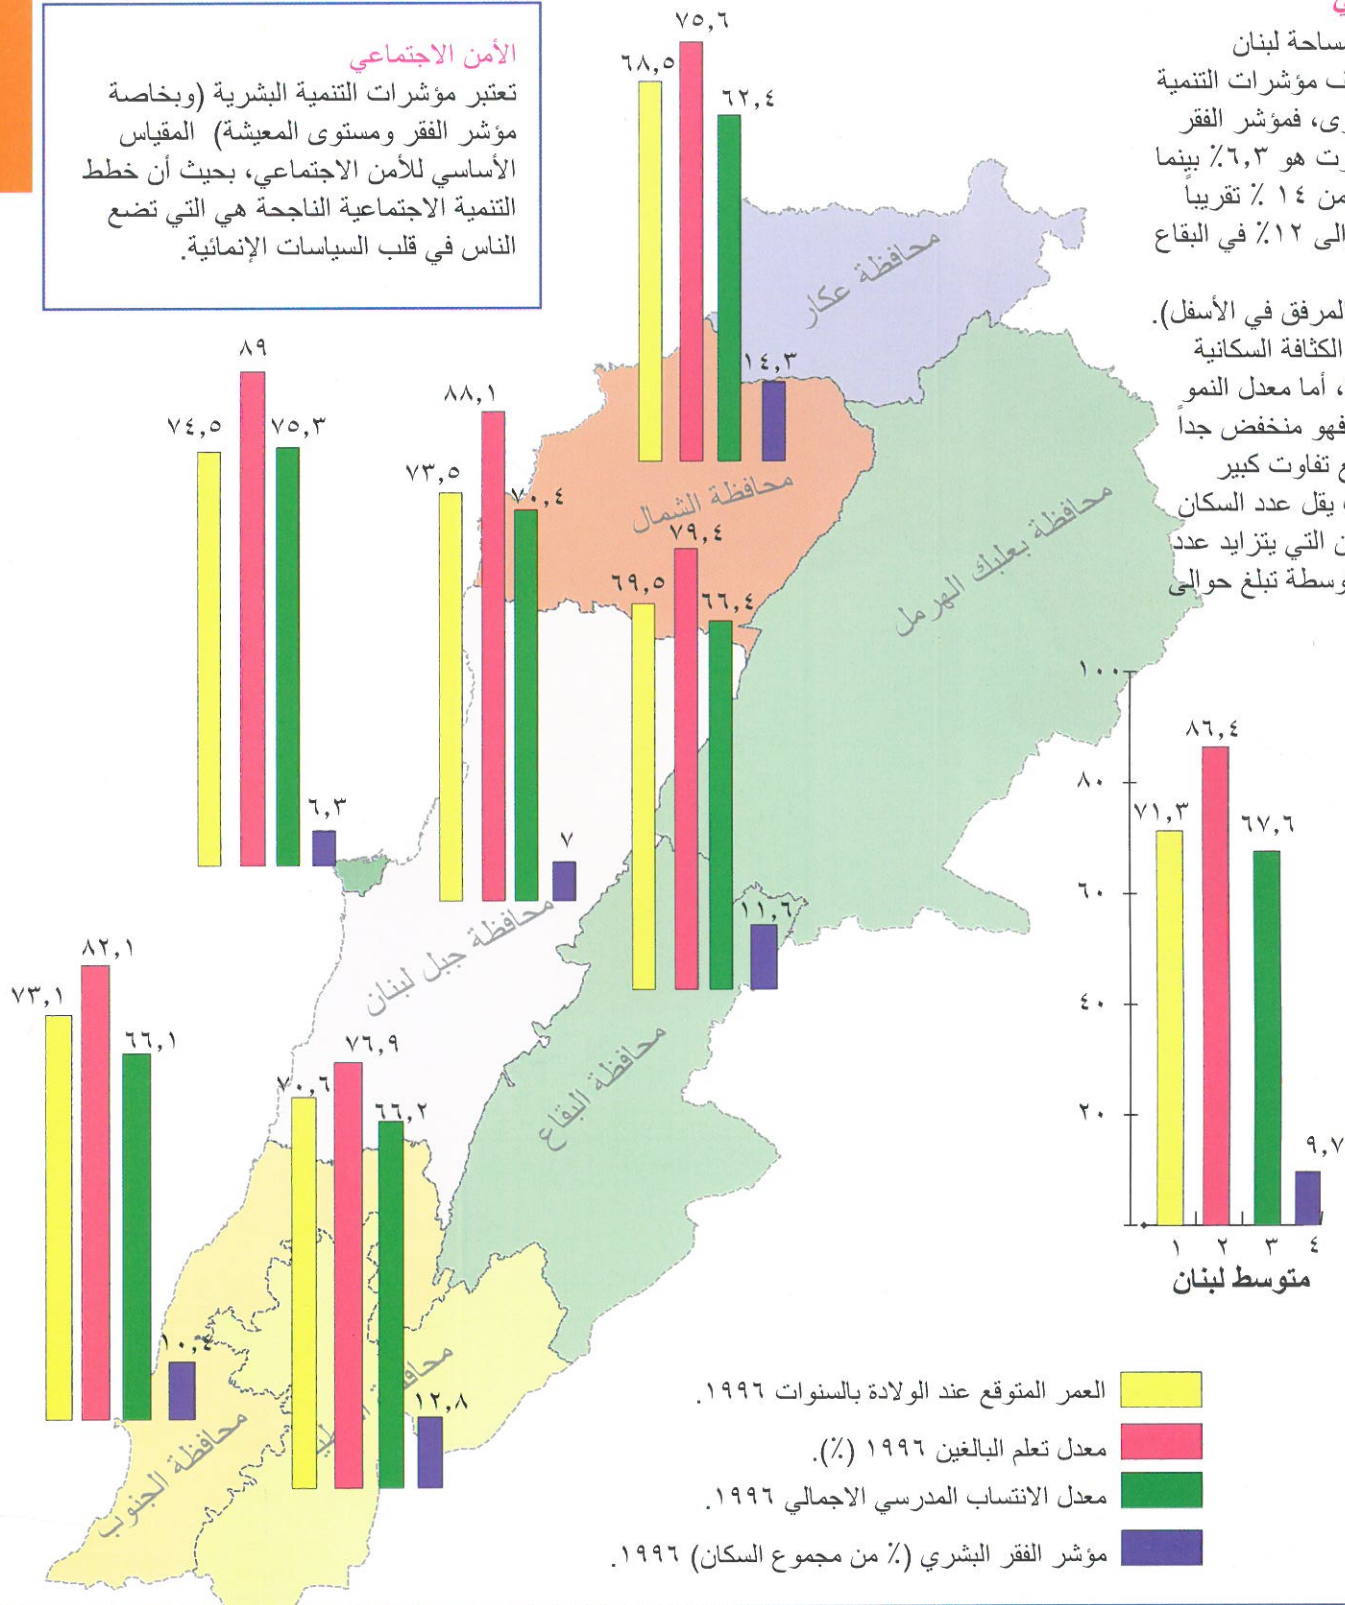 الأمن الاجتماعي
تعتبر مؤشرات التنمية البشرية (وبخاصة
مؤشر الفقر ومستوى المعيشة) المقياس
الأساسي للأمن الاجتماعي، بحيث أن خطط
التنمية الاجتماعية الناجحة هي التي تضع
الناس في قلب السياسات الإنمائية.
مساحة لبنان
مؤشرات التنمية
فمؤشر الفقر
هو ٦,٣٪ بينما
من ١٤ ٪ تقريباً
الى ١٢٪ في البقاع
المرفق في الأسفل).
الكثافة السكانية
، أما معدل النمو
فهو منخفض جداً
تفاوت كبير
يقل عدد السكان
التي يتزايد عدد
تبلغ حوالى
٦٨,٥
٧٥,٦
٦٢,٤
١٤,٣
محافظة عكار
٧٤,٥
٨٩
٧٥,٣
٦,٣
٧٣,٥
٨٨,١
٧٠,٤
٧
محافظة الشمال
محافظة بعلبك الهرمل
٦٩,٥
٧٩,٤
٦٦,٤
١١,٦
محافظة جبل لبنان
محافظة البقاع
٧٣,١
٨٢,١
٦٦,١
١٠,٤
٧٠,٦
٧٦,٩
٦٦,٢
١٢,٨
محافظة الجنوب
محافظة
١٠٠
٨٠
٦٠
٤٠
٢٠
٧١,٣
٨٦,٤
٦٧,٦
٩,٧
١ ٢ ٣ ٤
متوسط لبنان
العمر المتوقع عند الولادة بالسنوات ١٩٩٦.
معدل تعلم البالغين ١٩٩٦ (٪).
معدل الانتساب المدرسي الاجمالي ١٩٩٦.
مؤشر الفقر البشري (٪ من مجموع السكان) ١٩٩٦.